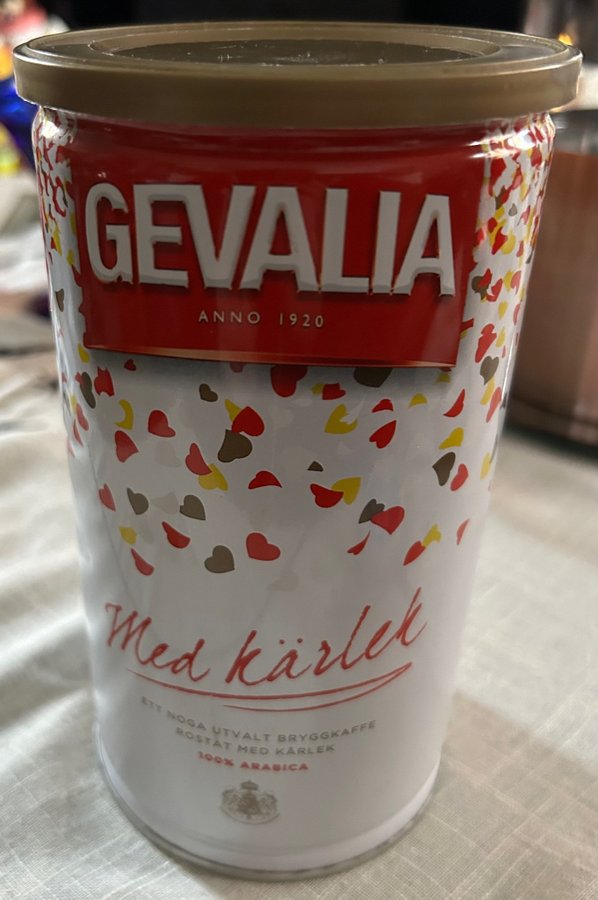 GEVALIA
ANNO 1920
Med kärlek
ETT NOGA UTVALT BRYGGKAFFE
ROSTAT MED KÄRLEK
100% ARABICA